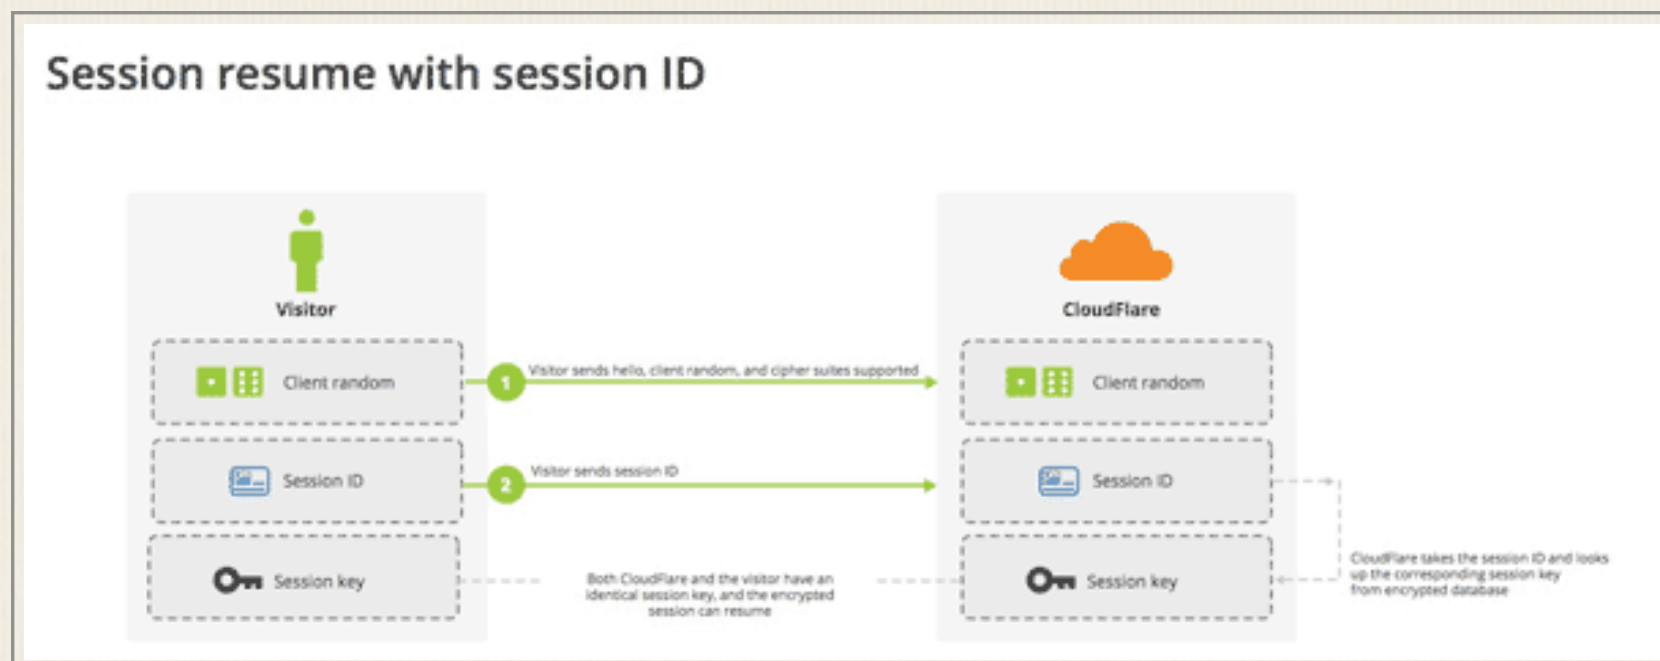 Session resume with session ID
Visitor
CloudFlare
Client random
1
Visitor sends hello, client random, and cipher suites supported
Client random
Session ID
2
Visitor sends session ID
Session ID
Session key
Both CloudFlare and the visitor have an
identical session key, and the encrypted
session can resume
Session key
CloudFlare takes the session ID and looks
up the corresponding session key
from encrypted database